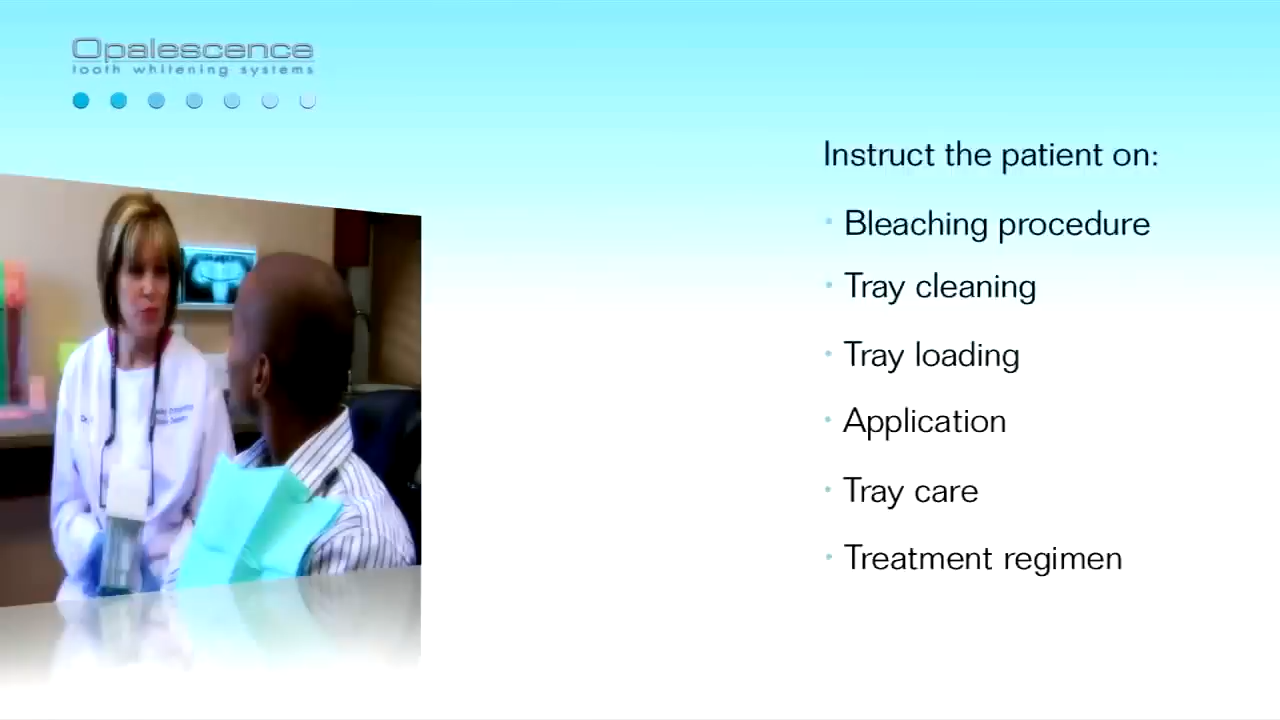 Opalescence
tooth whitening systems
Instruct the patient on:
• Bleaching procedure
• Tray cleaning
• Tray loading
• Application
• Tray care
• Treatment regimen